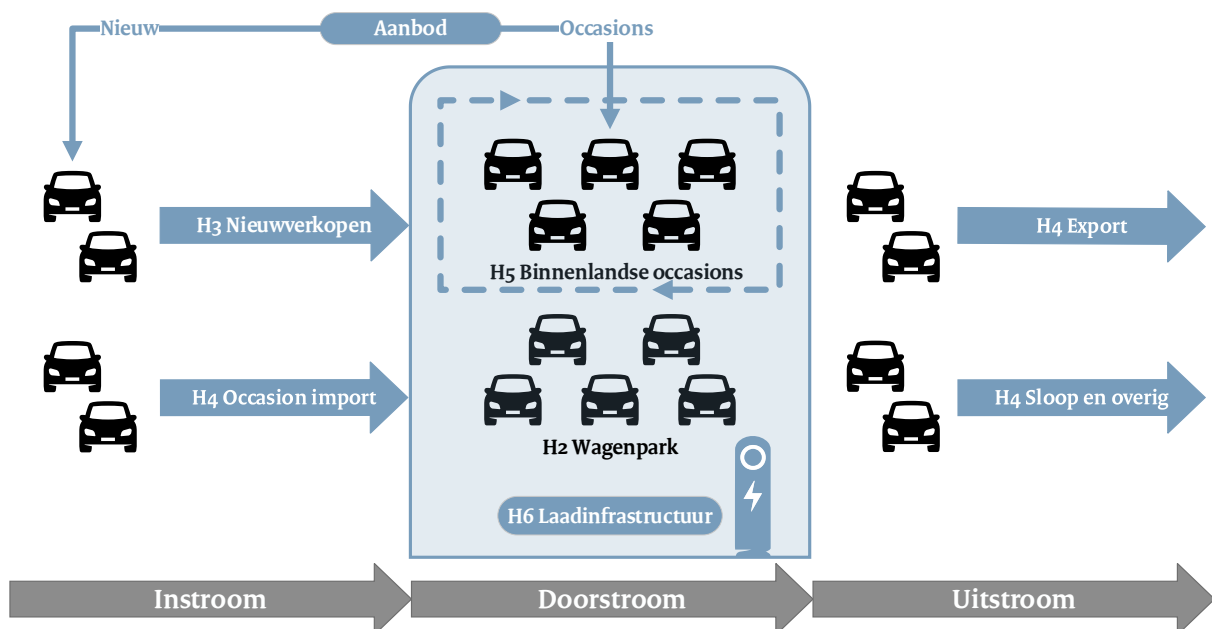 Nieuw
Aanbod
Occasions
H3 Nieuwverkopen
H5 Binnenlandse occasions
H4 Export
H4 Occasion import
H2 Wagenpark
H4 Sloop en overig
H6 Laadinfrastructuur
Instroom
Doorstroom
Uitstroom